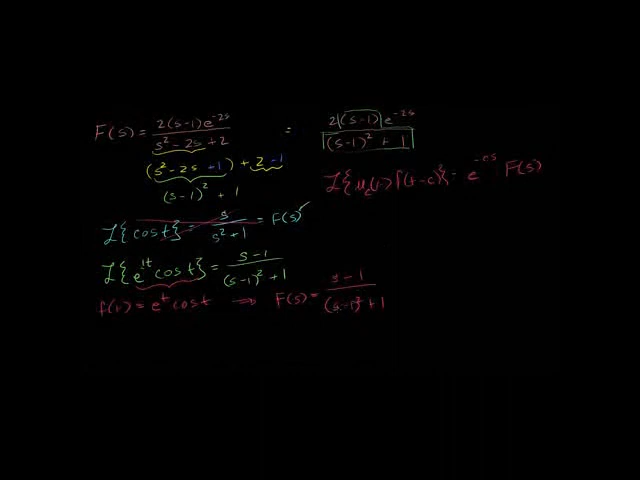 F(s) = 2(s-1)e^{-2s} / (s^2 - 2s + 2) = 2(s-1)e^{-2s} / ((s-1)^2 + 1)
(s^2 - 2s + 1) + 2 - 1
(s-1)^2 + 1
ℒ{u_c(t) f(t-c)} = e^{-cs} F(s)
ℒ{cos t} = s / (s^2 + 1) = F(s)
ℒ{e^{1t} cos t} = (s-1) / ((s-1)^2 + 1)
f(t) = e^t cos t ⇒ F(s) = (s-1) / ((s-1)^2 + 1)